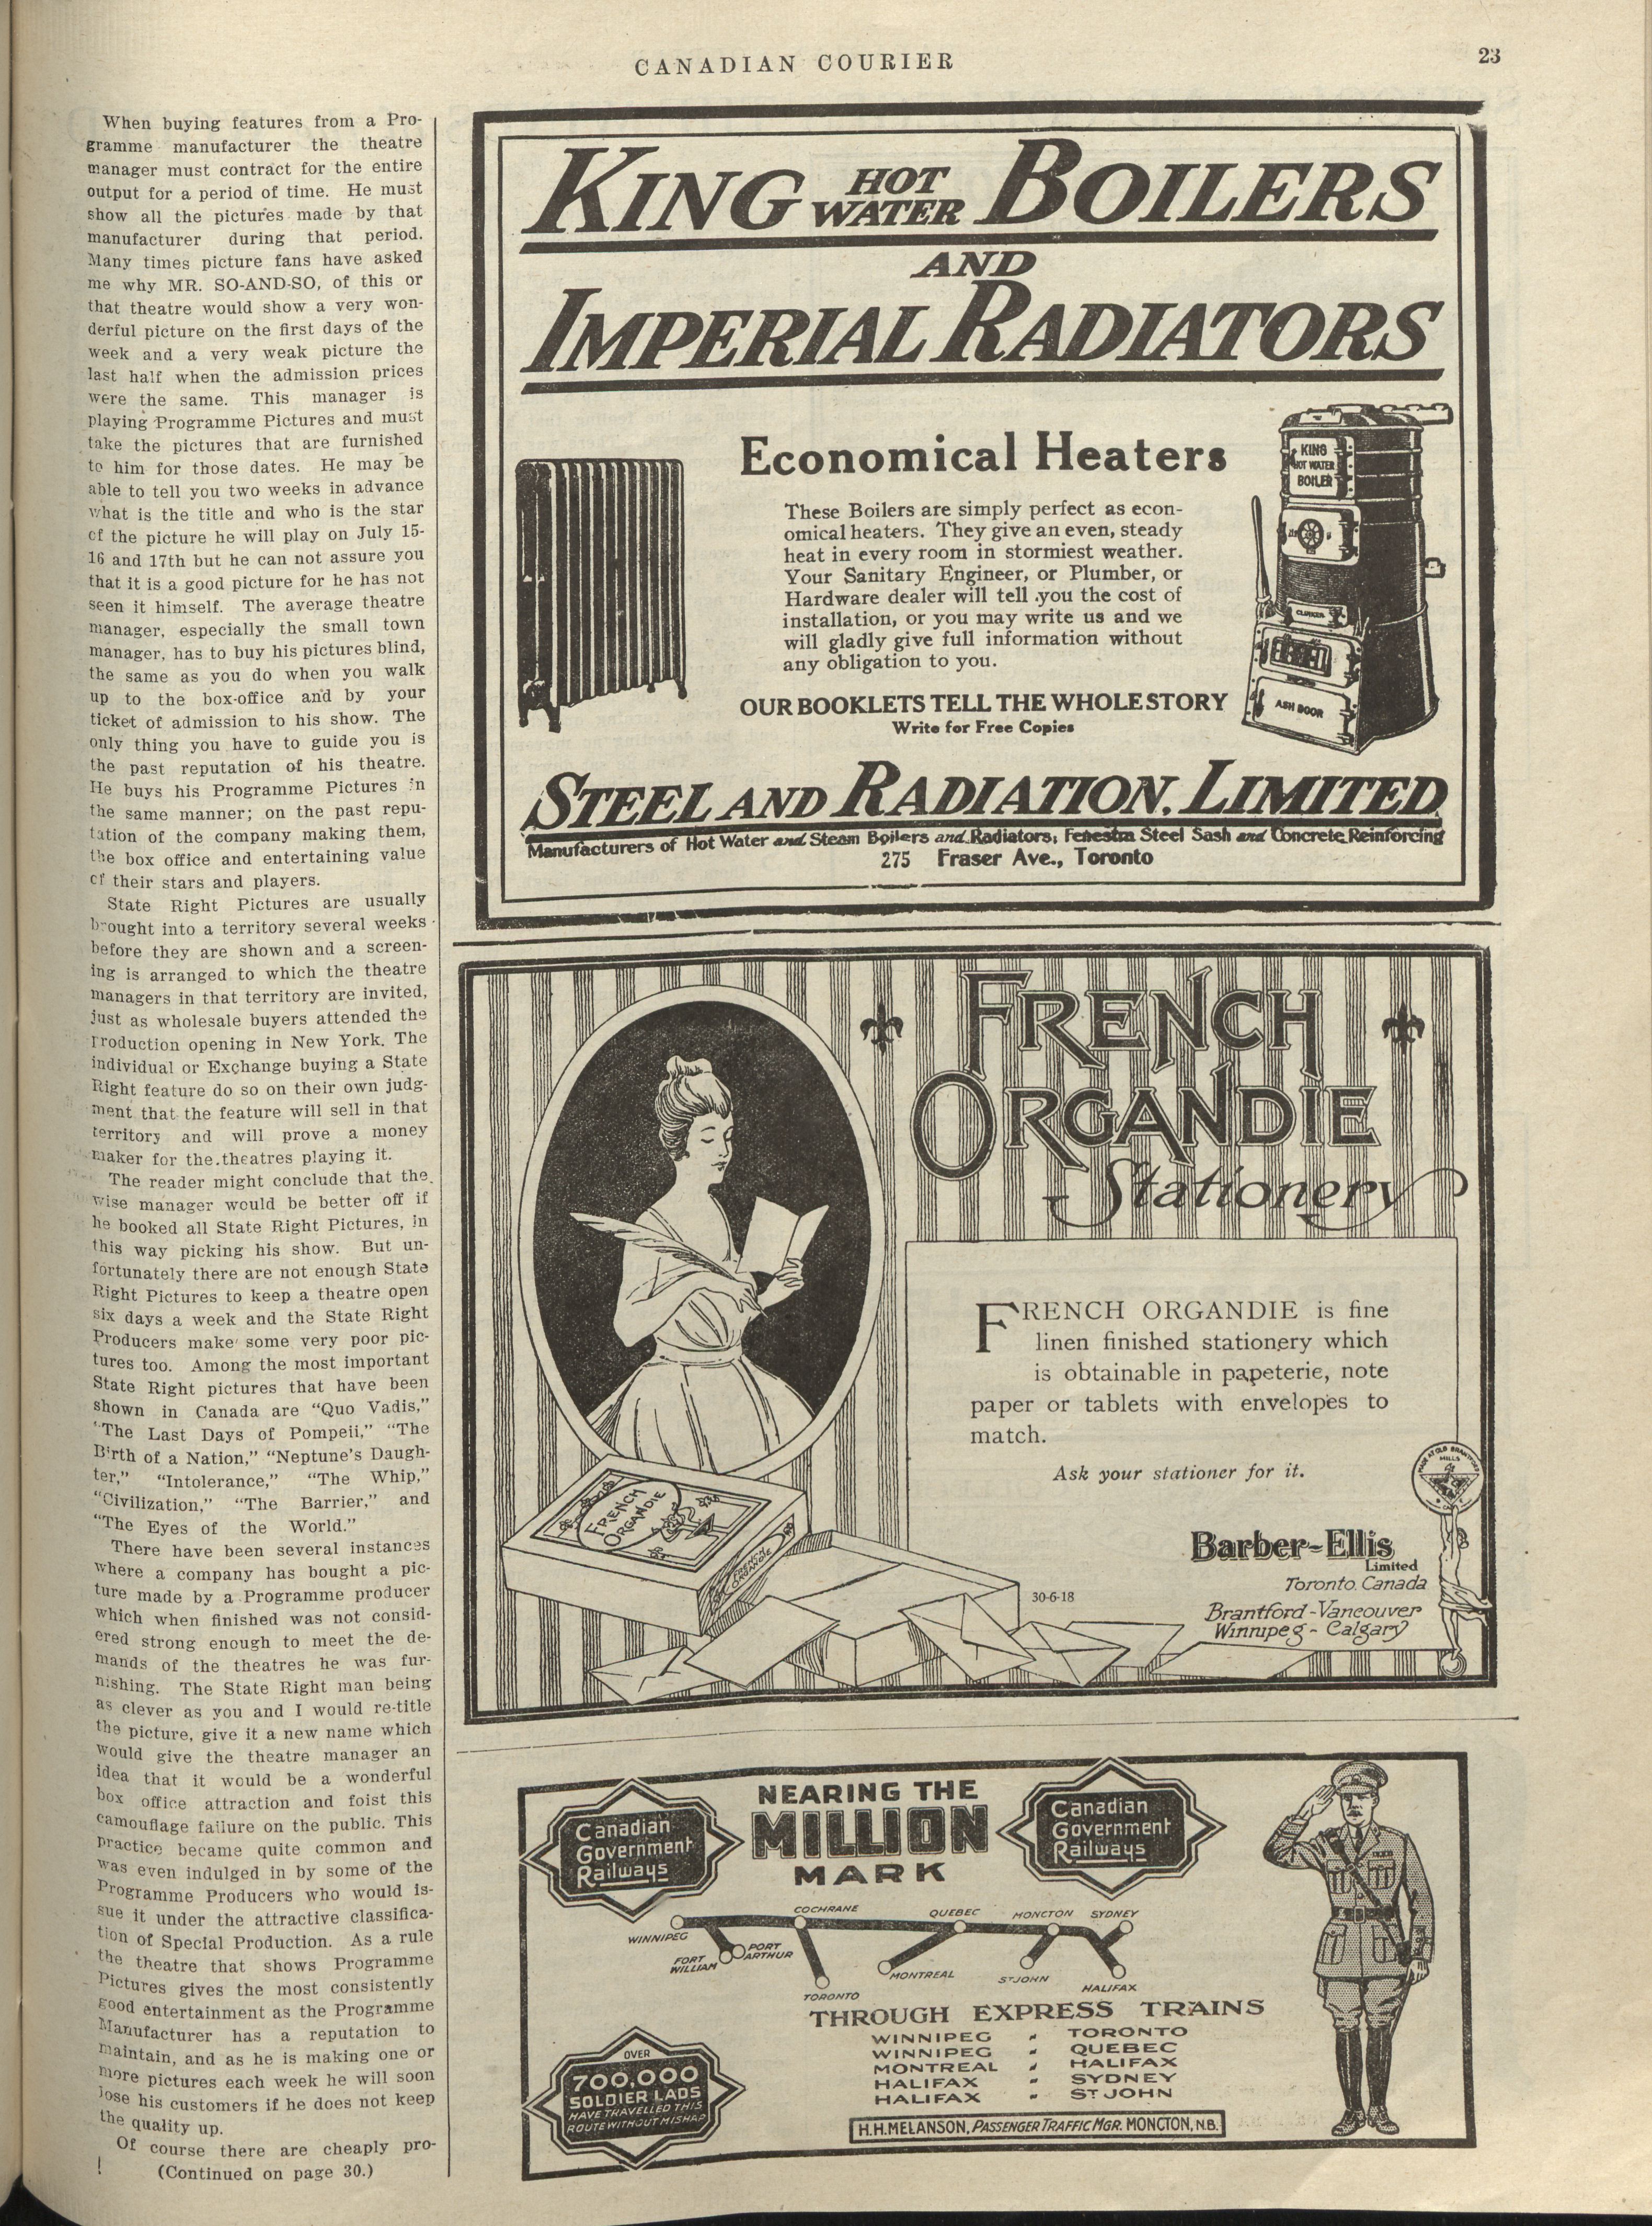 CANADIAN COURIER
23
When buying features from a Pro-
gramme manufacturer the theatre
manager must contract for the entire
output for a period of time. He must
show all the pictures made by that
manufacturer during that period.
Many times picture fans have asked
me why MR. SO-AND-SO, of this or
that theatre would show a very won-
derful picture on the first days of the
week and a very weak picture the
last half when the admission prices
were the same. This manager is
playing Programme Pictures and must
take the pictures that are furnished
to him for those dates. He may be
able to tell you two weeks in advance
what is the title and who is the star
of the picture he will play on July 15-
16 and 17th but he can not assure you
that it is a good picture for he has not
seen it himself. The average theatre
manager, especially the small town
manager, has to buy his pictures blind,
the same as you do when you walk
up to the box-office and by your
ticket of admission to his show. The
only thing you have to guide you is
the past reputation of his theatre.
He buys his Programme Pictures in
the same manner; on the past repu-
tation of the company making them,
the box office and entertaining value
of their stars and players.
State Right Pictures are usually
brought into a territory several weeks
before they are shown and a screen-
ing is arranged to which the theatre
managers in that territory are invited,
just as wholesale buyers attended the
production opening in New York. The
individual or Exchange buying a State
Right feature do so on their own judg-
ment that the feature will sell in that
territory and will prove a money
maker for the.theatres playing it.
The reader might conclude that the
wise manager would be better off if
he booked all State Right Pictures, in
this way picking his show. But un-
fortunately there are not enough State
Right Pictures to keep a theatre open
six days a week and the State Right
Producers make some very poor pic-
tures too. Among the most important
State Right pictures that have been
shown in Canada are "Quo Vadis,"
"The Last Days of Pompeii," "The
Birth of a Nation," "Neptune's Daugh-
ter," "Intolerance," "The Whip,"
"Civilization," "The Barrier," and
"The Eyes of the World."
There have been several instances
where a company has bought a pic-
ture made by a Programme producer
which when finished was not consid-
ered strong enough to meet the de-
mands of the theatres he was fur-
nishing. The State Right man being
as clever as you and I would re-title
the picture, give it a new name which
would give the theatre manager an
idea that it would be a wonderful
box office attraction and foist this
camouflage failure on the public. This
practice became quite common and
was even indulged in by some of the
Programme Producers who would is-
sue it under the attractive classifica-
tion of Special Production. As a rule
the theatre that shows Programme
Pictures gives the most consistently
good entertainment as the Programme
Manufacturer has a reputation to
maintain, and as he is making one or
more pictures each week he will soon
lose his customers if he does not keep
the quality up.
Of course there are cheaply pro-
(Continued on page 30.)
KING HOT WATER BOILERS
AND
IMPERIAL RADIATORS
Economical Heaters
These Boilers are simply perfect as econ-
omical heaters. They give an even, steady
heat in every room in stormiest weather.
Your Sanitary Engineer, or Plumber, or
Hardware dealer will tell you the cost of
installation, or you may write us and we
will gladly give full information without
any obligation to you.
OUR BOOKLETS TELL THE WHOLE STORY
Write for Free Copies
KING
HOT WATER
BOILER
CLINKER
ASH DOOR
STEEL AND RADIATION, LIMITED
Manufacturers of Hot Water and Steam Boilers and Radiators; Fenestra Steel Sash and Concrete Reinforcing
275 Fraser Ave., Toronto
FRENCH
ORGANDIE
Stationery
FRENCH ORGANDIE is fine
linen finished stationery which
is obtainable in papeterie, note
paper or tablets with envelopes to
match.
Ask your stationer for it.
FRENCH
ORGANDIE
FRENCH
ORGANDIE
MADE AT OLD BRANTFORD
MILLS
30-6-18
Barber-Ellis
Limited
Toronto, Canada
Brantford - Vancouver
Winnipeg - Calgary
Canadian
Government
Railways
NEARING THE
MILLION
MARK
Canadian
Government
Railways
WINNIPEG
FORT WILLIAM
PORT ARTHUR
COCHRANE
TORONTO
QUEBEC
MONTREAL
MONCTON
ST JOHN
SYDNEY
HALIFAX
THROUGH EXPRESS TRAINS
WINNIPEG - TORONTO
WINNIPEG - QUEBEC
MONTREAL - HALIFAX
HALIFAX - SYDNEY
HALIFAX - ST JOHN
OVER
700,000
SOLDIER LADS
HAVE TRAVELLED THIS
ROUTE WITHOUT MISHAP
H.H. MELANSON, PASSENGER TRAFFIC MGR. MONCTON, N.B.